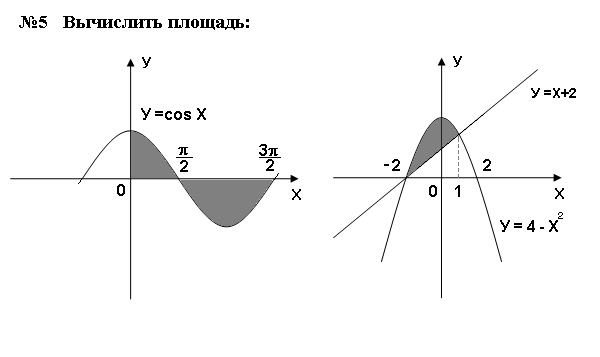 №5 Вычислить площадь:
У
У = cos X
π/2
3π/2
0
X
У
У = X+2
-2
0
1
2
X
У = 4 - X²